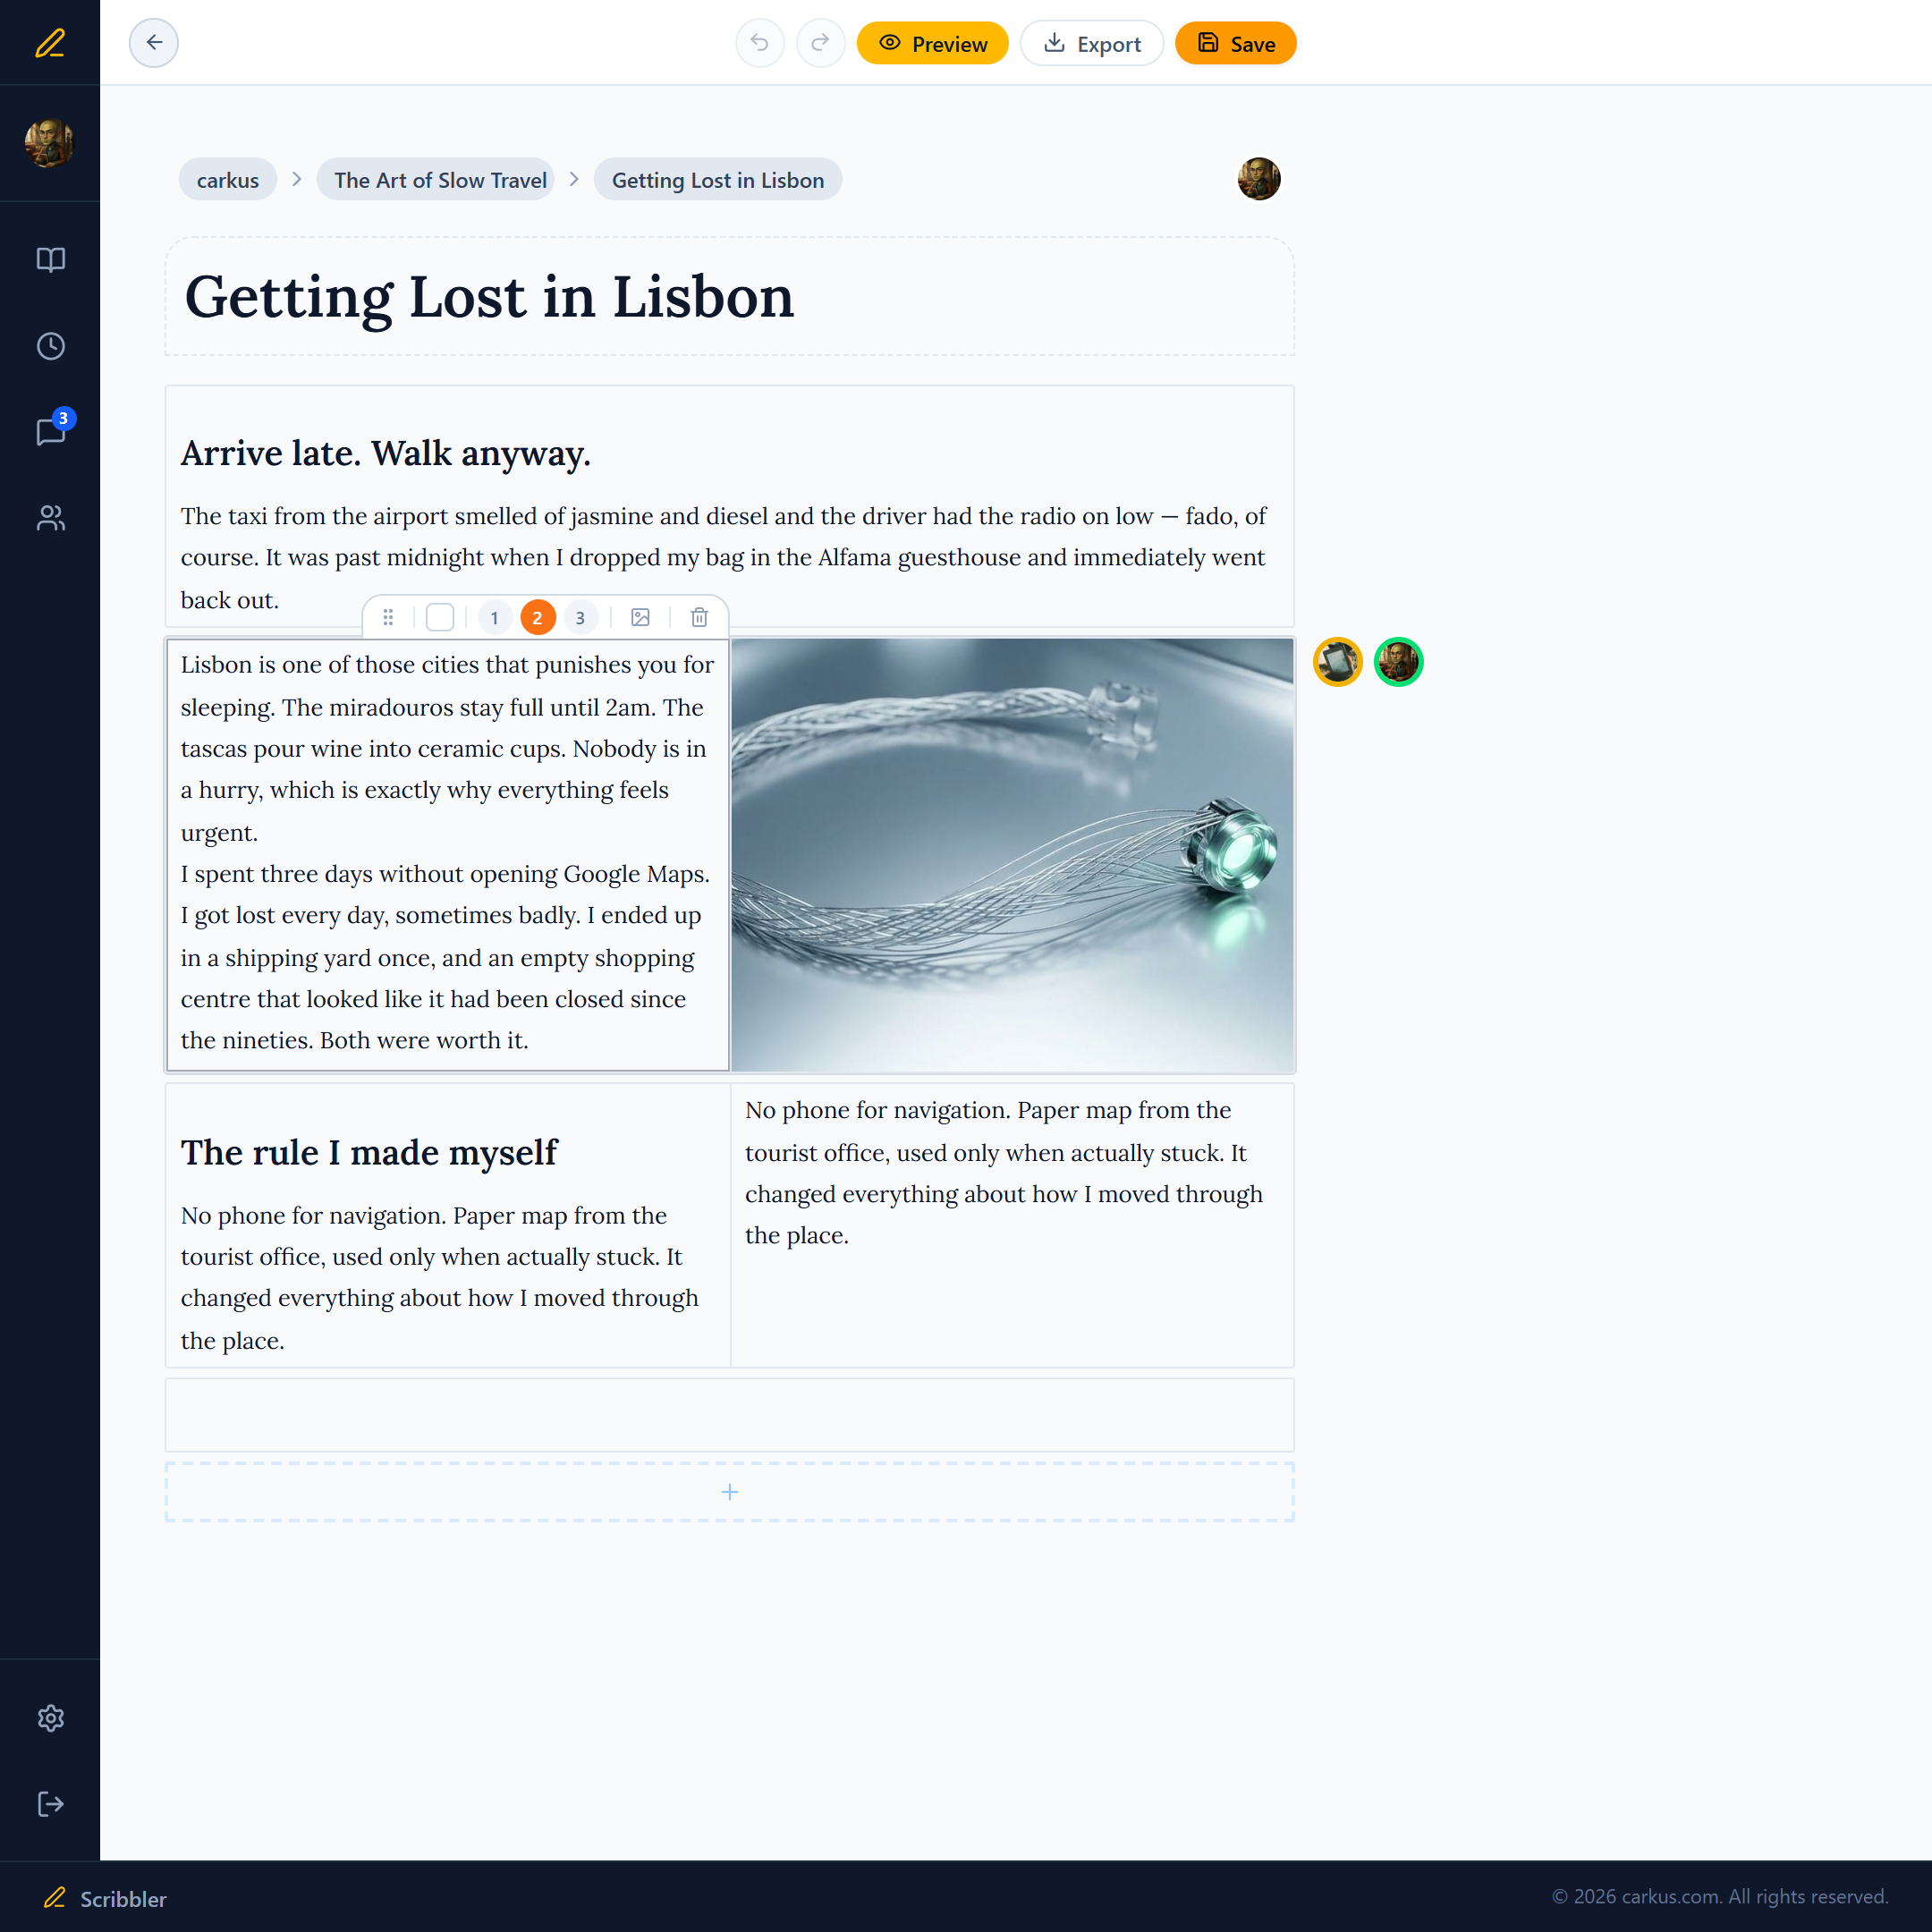 Preview
Export
Save
carkus
The Art of Slow Travel
Getting Lost in Lisbon
Getting Lost in Lisbon
3
Arrive late. Walk anyway.
The taxi from the airport smelled of jasmine and diesel and the driver had the radio on low — fado, of
course. It was past midnight when I dropped my bag in the Alfama guesthouse and immediately went
back out.
1
2
3
Lisbon is one of those cities that punishes you for
sleeping. The miradouros stay full until 2am. The
tascas pour wine into ceramic cups. Nobody is in
a hurry, which is exactly why everything feels
urgent.
I spent three days without opening Google Maps.
I got lost every day, sometimes badly. I ended up
in a shipping yard once, and an empty shopping
centre that looked like it had been closed since
the nineties. Both were worth it.
The rule I made myself
No phone for navigation. Paper map from the
tourist office, used only when actually stuck. It
changed everything about how I moved through
the place.
No phone for navigation. Paper map from the
tourist office, used only when actually stuck. It
changed everything about how I moved through
the place.
Scribbler
© 2026 carkus.com. All rights reserved.